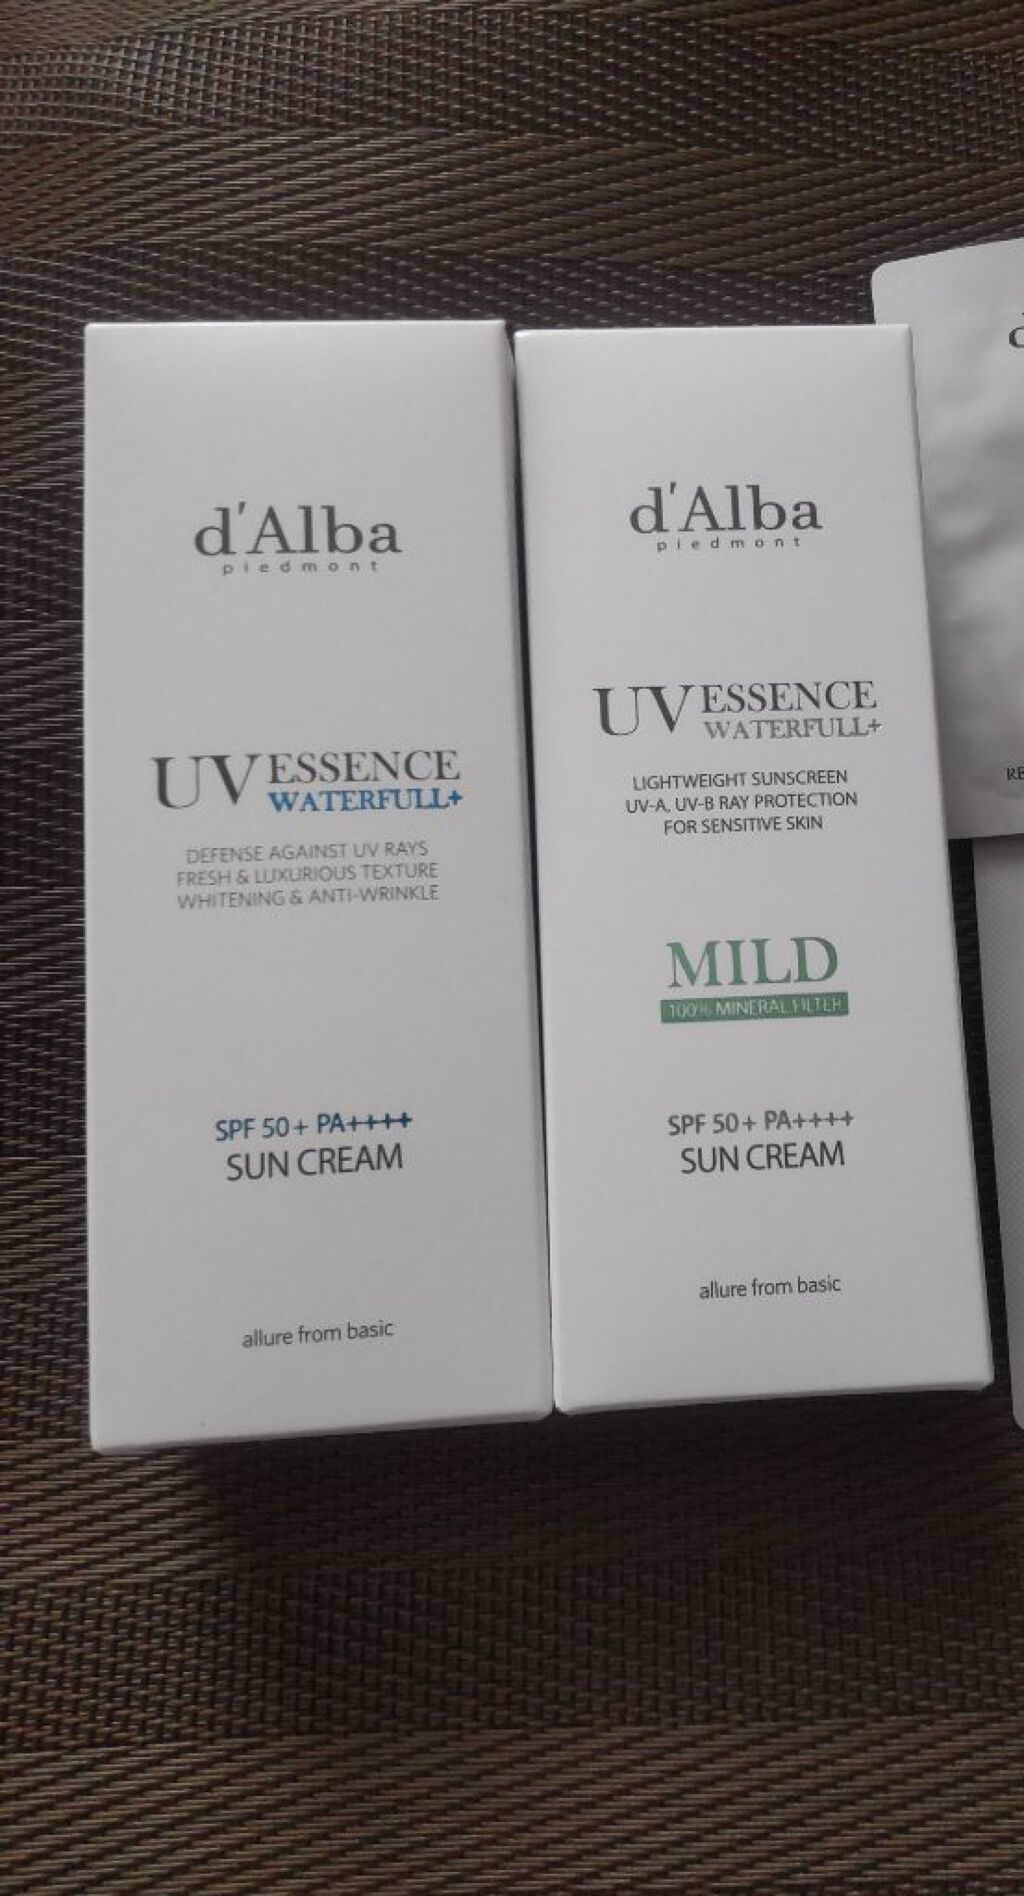 d'Alba
piedmont
UV ESSENCE
WATERFULL+
DEFENSE AGAINST UV RAYS
FRESH & LUXURIOUS TEXTURE
WHITENING & ANTI-WRINKLE
SPF 50+ PA++++
SUN CREAM
allure from basic
d'Alba
piedmont
UV ESSENCE
WATERFULL+
LIGHTWEIGHT SUNSCREEN
UV-A, UV-B RAY PROTECTION
FOR SENSITIVE SKIN
MILD
100% MINERAL FILTER
SPF 50+ PA++++
SUN CREAM
allure from basic